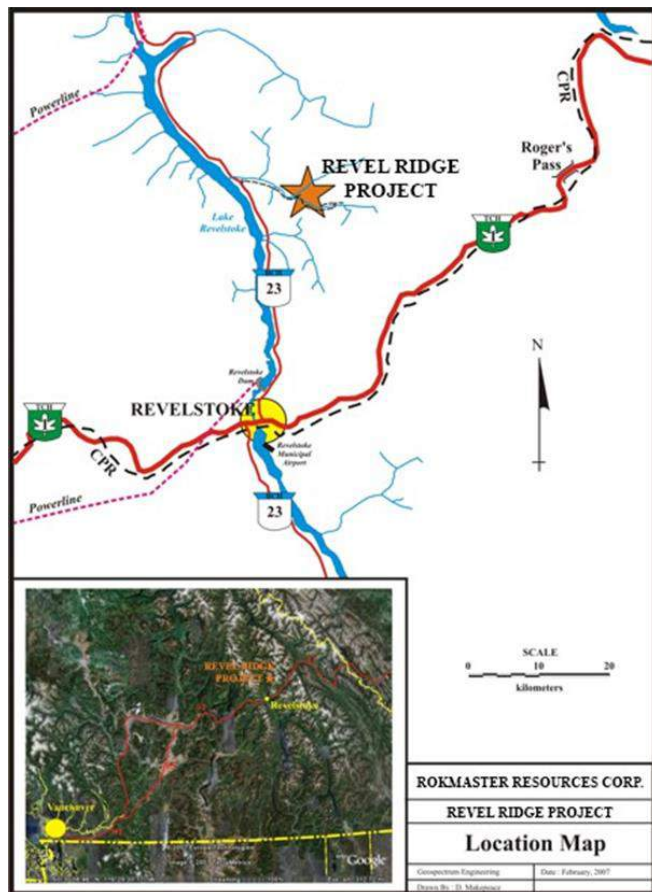 Powerline
CPR
Roger's
Pass
REVEL RIDGE
PROJECT
Lake
Revelstoke
TCH
1
23
N
Revelstoke
Dam
REVELSTOKE
TCH
1
CPR
Revelstoke
Municipal
Airport
Powerline
23
REVEL RIDGE
PROJECT
Revelstoke
Vancouver
Google
SCALE
0 10 20
kilometers
ROKMASTER RESOURCES CORP.
REVEL RIDGE PROJECT
Location Map
Geospectrum Engineering
Date: February, 2007
Drawn By : D. Makepeace